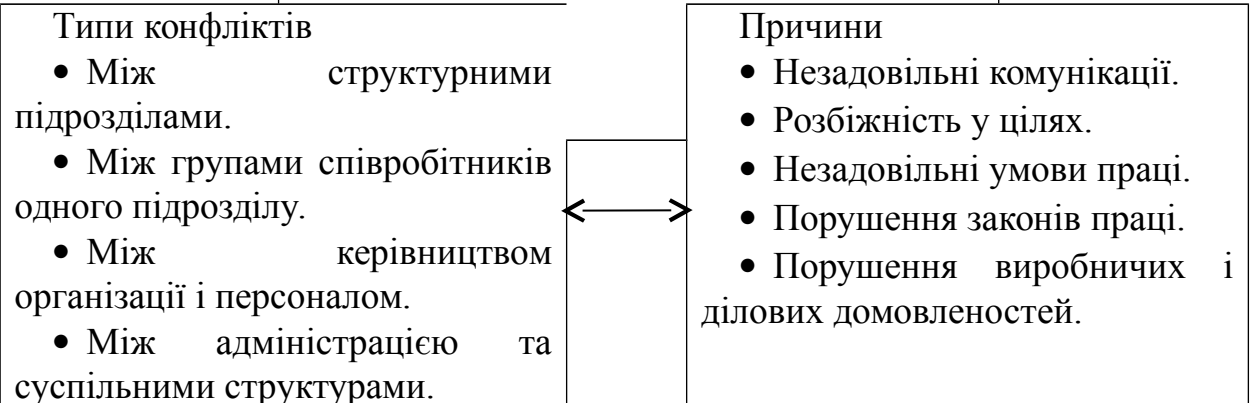 Типи конфліктів
• Між структурними
підрозділами.
• Між групами співробітників
одного підрозділу.
• Між керівництвом
організації і персоналом.
• Між адміністрацією та
суспільними структурами.
Причини
• Незадовільні комунікації.
• Розбіжність у цілях.
• Незадовільні умови праці.
• Порушення законів праці.
• Порушення виробничих і
ділових домовленостей.